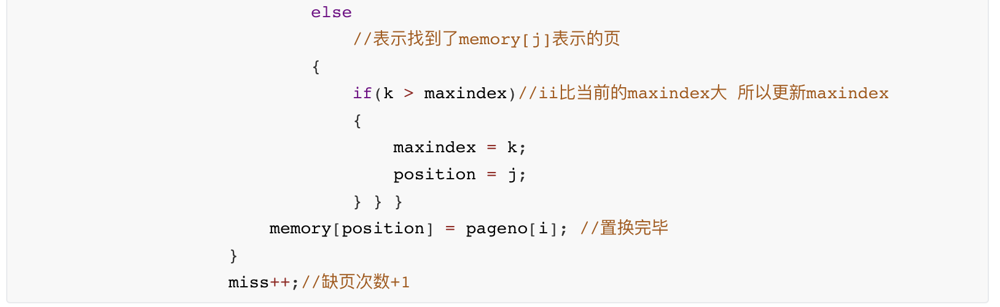 else
//表示找到了memory[j]表示的页
{
if(k > maxindex)//ii比当前的maxindex大 所以更新maxindex
{
maxindex = k;
position = j;
} } }
memory[position] = pageno[i]; //置换完毕
}
miss++;//缺页次数+1